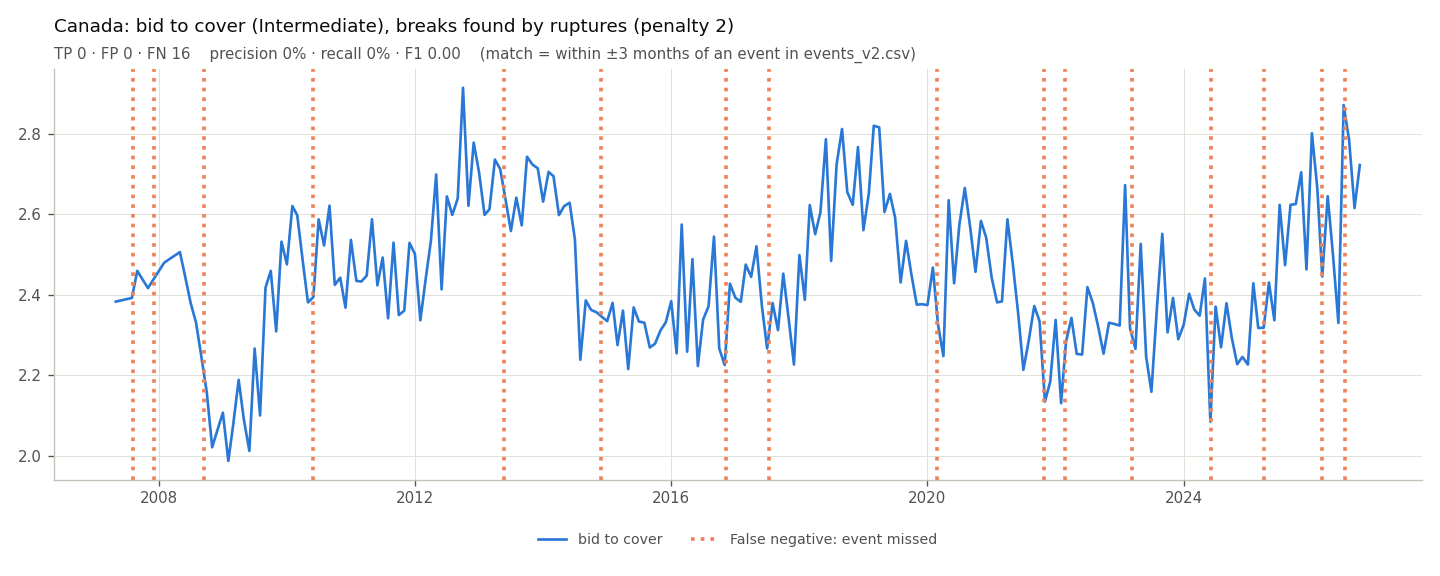 Canada: bid to cover (Intermediate), breaks found by ruptures (penalty 2)
TP 0 · FP 0 · FN 16    precision 0% · recall 0% · F1 0.00    (match = within ±3 months of an event in events_v2.csv)
2.8
2.6
2.4
2.2
2.0
2008 2012 2016 2020 2024
bid to cover    False negative: event missed